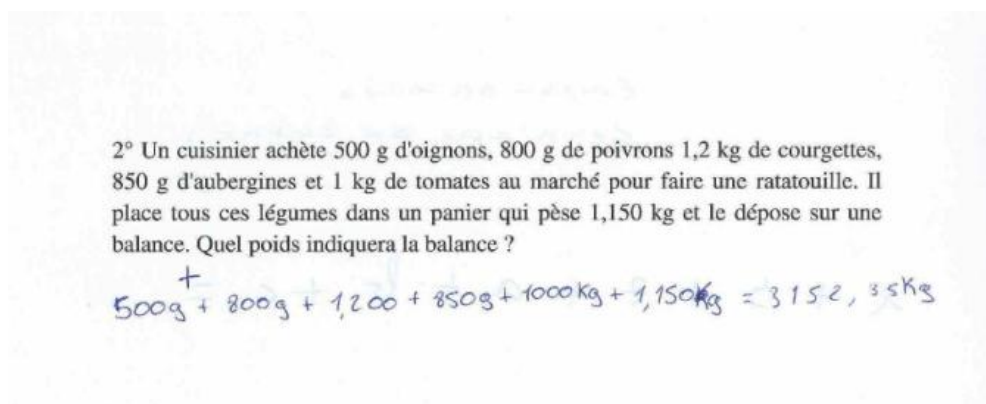 2° Un cuisinier achète 500 g d'oignons, 800 g de poivrons 1,2 kg de courgettes,
850 g d'aubergines et 1 kg de tomates au marché pour faire une ratatouille. Il
place tous ces légumes dans un panier qui pèse 1,150 kg et le dépose sur une
balance. Quel poids indiquera la balance ?
+
500g + 800g + 1,200 + 850g + 1000kg + 1,150kg = 3152,35kg